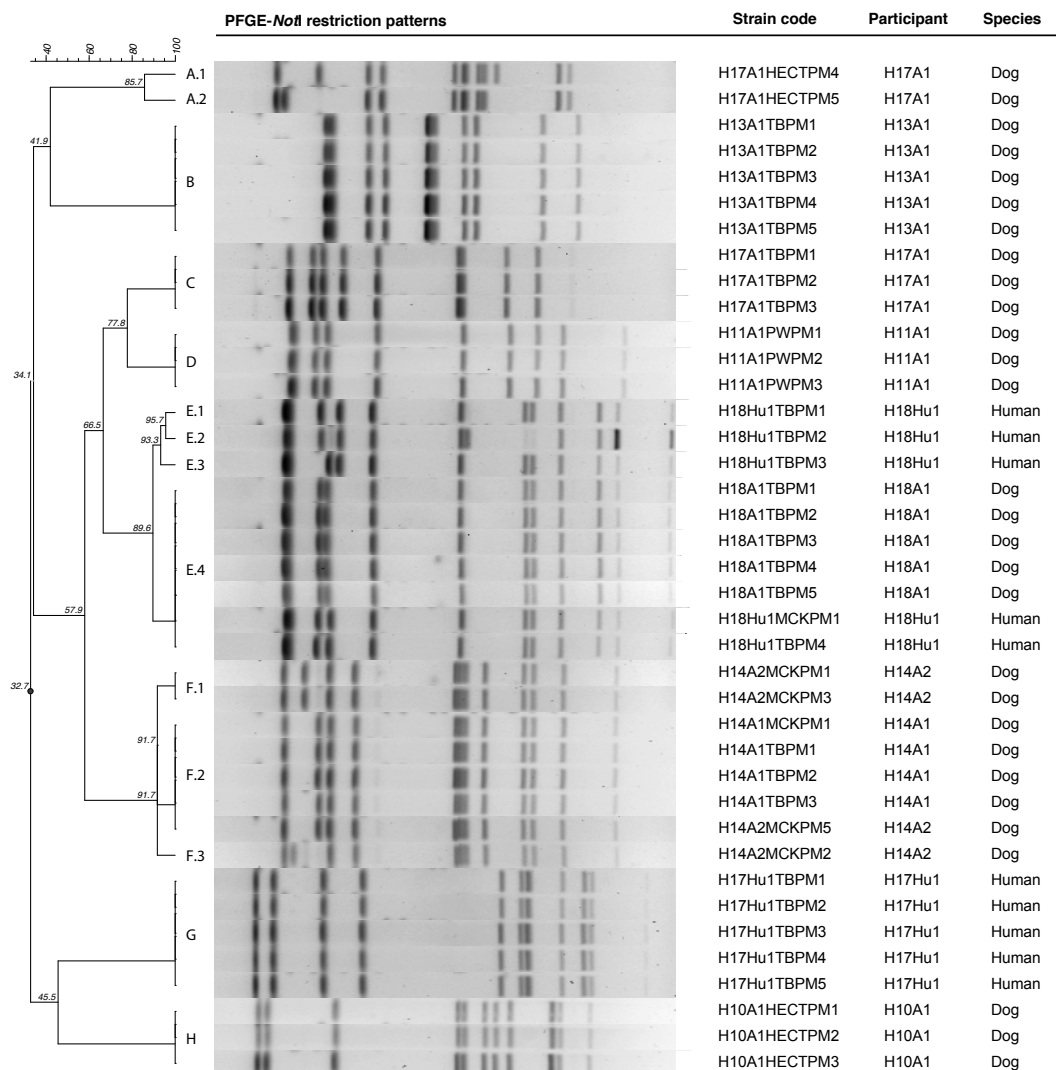 PFGE-NotI restriction patterns Strain code Participant Species
40 60 80 100
A.1 H17A1HECTPM4 H17A1 Dog
85.7
A.2 H17A1HECTPM5 H17A1 Dog
H13A1TBPM1 H13A1 Dog
41.9
H13A1TBPM2 H13A1 Dog
B H13A1TBPM3 H13A1 Dog
H13A1TBPM4 H13A1 Dog
H13A1TBPM5 H13A1 Dog
H17A1TBPM1 H17A1 Dog
C H17A1TBPM2 H17A1 Dog
H17A1TBPM3 H17A1 Dog
77.8
H11A1PWPM1 H11A1 Dog
D H11A1PWPM2 H11A1 Dog
34.1
H11A1PWPM3 H11A1 Dog
E.1 H18Hu1TBPM1 H18Hu1 Human
95.7
66.5
E.2 H18Hu1TBPM2 H18Hu1 Human
93.3
E.3 H18Hu1TBPM3 H18Hu1 Human
H18A1TBPM1 H18A1 Dog
H18A1TBPM2 H18A1 Dog
89.6
H18A1TBPM3 H18A1 Dog
E.4 H18A1TBPM4 H18A1 Dog
H18A1TBPM5 H18A1 Dog
57.9
H18Hu1MCKPM1 H18Hu1 Human
H18Hu1TBPM4 H18Hu1 Human
H14A2MCKPM1 H14A2 Dog
32.7
F.1
H14A2MCKPM3 H14A2 Dog
H14A1MCKPM1 H14A1 Dog
91.7
H14A1TBPM1 H14A1 Dog
F.2 H14A1TBPM2 H14A1 Dog
91.7
H14A1TBPM3 H14A1 Dog
H14A2MCKPM5 H14A2 Dog
F.3 H14A2MCKPM2 H14A2 Dog
H17Hu1TBPM1 H17Hu1 Human
H17Hu1TBPM2 H17Hu1 Human
G H17Hu1TBPM3 H17Hu1 Human
H17Hu1TBPM4 H17Hu1 Human
H17Hu1TBPM5 H17Hu1 Human
45.5
H10A1HECTPM1 H10A1 Dog
H H10A1HECTPM2 H10A1 Dog
H10A1HECTPM3 H10A1 Dog